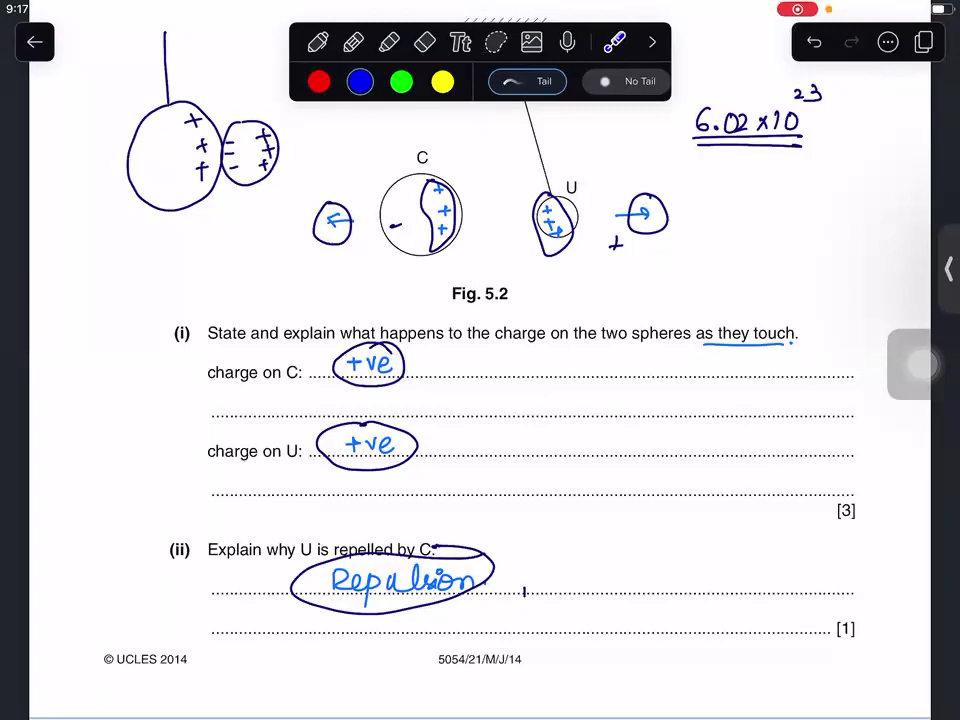 9:17
Tt
Tail
No Tail
6.02 × 10²³
C
U
+ + + = - + + +
- + + + + + + +
Fig. 5.2
(i) State and explain what happens to the charge on the two spheres as they touch.
charge on C: +ve
charge on U: +ve
[3]
(ii) Explain why U is repelled by C.
Repulsion
[1]
© UCLES 2014 5054/21/M/J/14